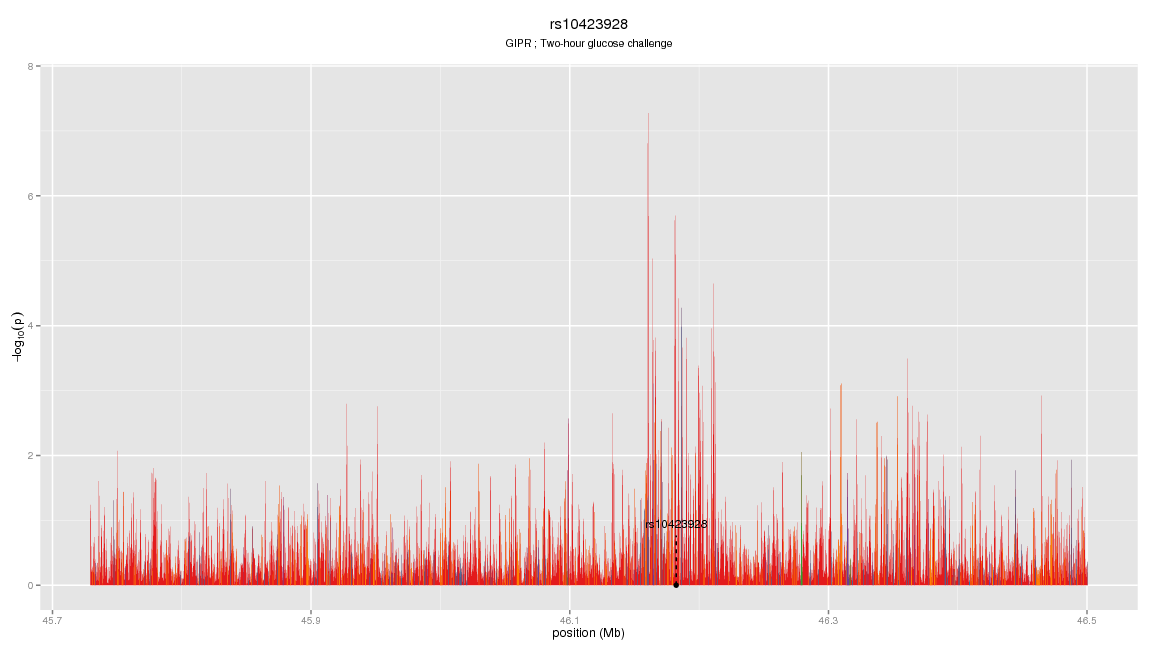 rs10423928
GIPR ; Two-hour glucose challenge
8
6
4
2
0
−log10(p)
rs10423928
45.7 45.9 46.1 46.3 46.5
position (Mb)